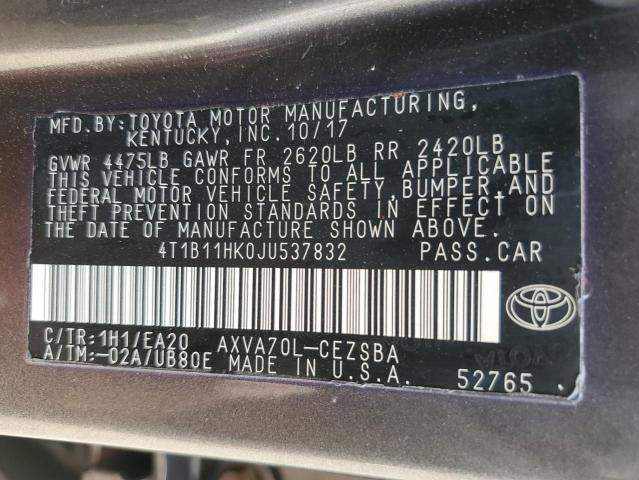 MFD. BY: TOYOTA MOTOR MANUFACTURING,
KENTUCKY, INC. 10/17
GVWR 4475LB GAWR FR 2620LB RR 2420LB
THIS VEHICLE CONFORMS TO ALL APPLICABLE
FEDERAL MOTOR VEHICLE SAFETY, BUMPER, AND
THEFT PREVENTION STANDARDS IN EFFECT ON
THE DATE OF MANUFACTURE SHOWN ABOVE.
4T1B11HK0JU537832 PASS.CAR
C/TR: 1H1/EA20 AXVA70L-CEZSBA
A/TM: -02A/UB80E MADE IN U.S.A. 52765